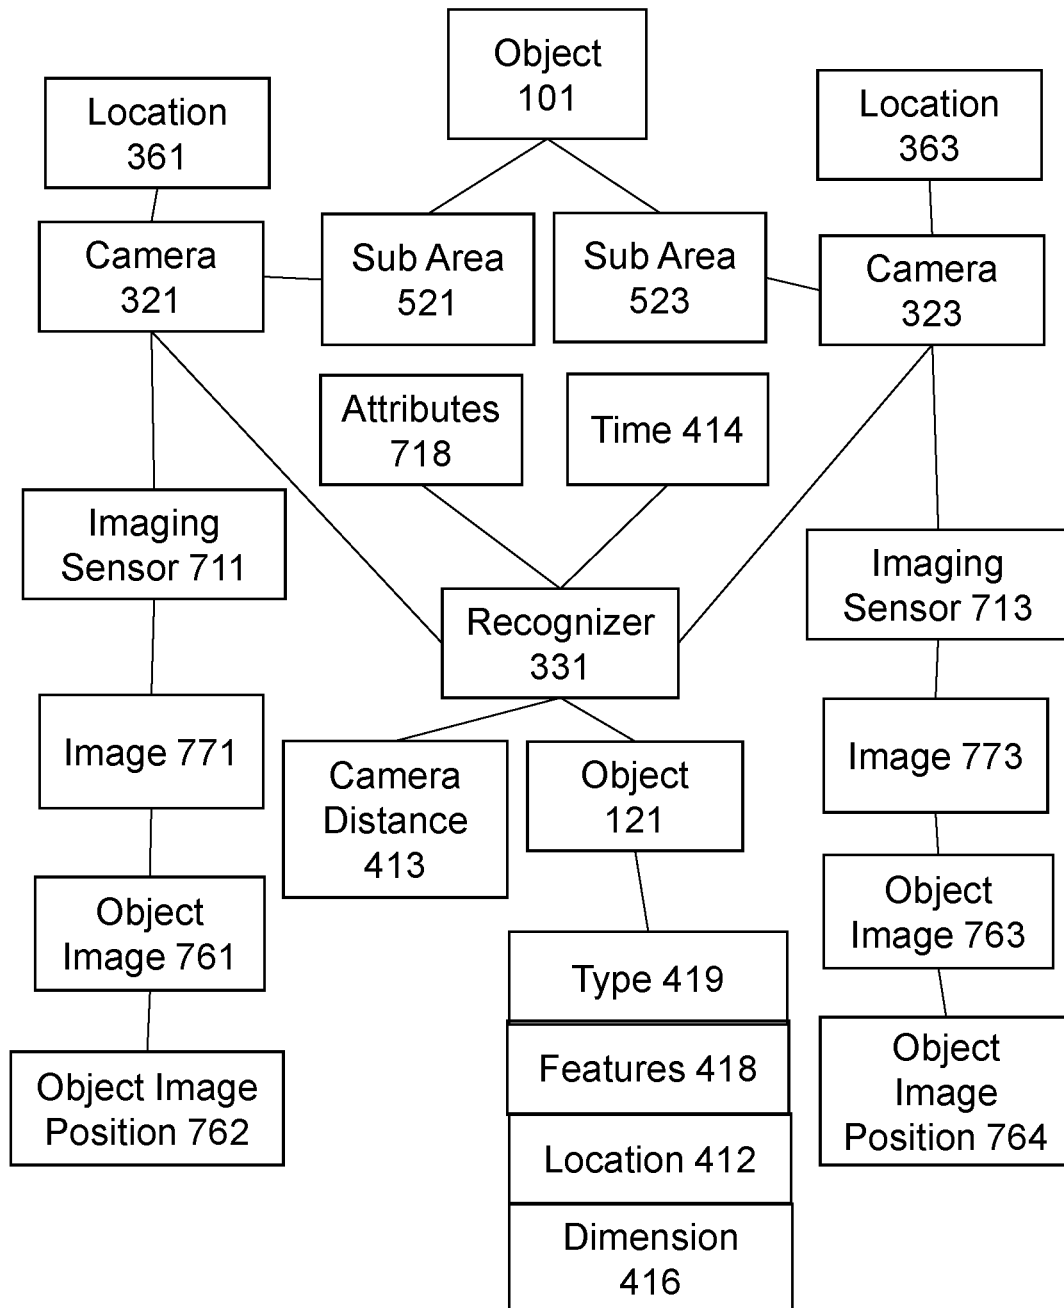 Object
101
Location
361
Location
363
Camera
321
Sub Area
521
Sub Area
523
Camera
323
Attributes
718
Time 414
Imaging
Sensor 711
Imaging
Sensor 713
Recognizer
331
Image 771
Camera
Distance
413
Object
121
Image 773
Object
Image 761
Object
Image 763
Type 419
Features 418
Location 412
Dimension
416
Object Image
Position 762
Object
Image
Position 764